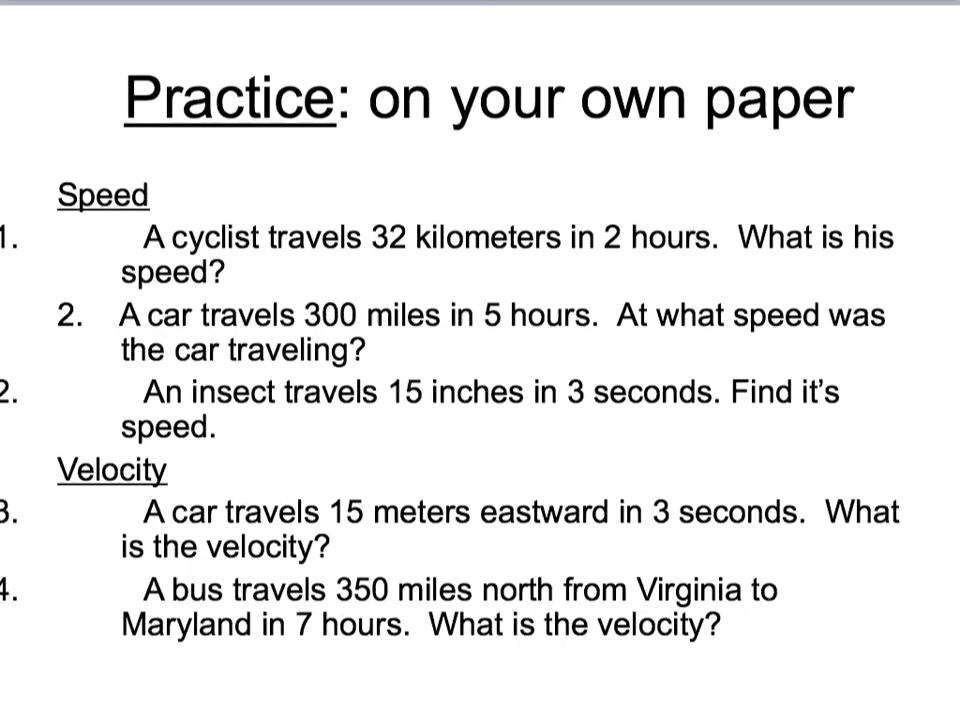 Practice: on your own paper
Speed
1. A cyclist travels 32 kilometers in 2 hours. What is his
speed?
2. A car travels 300 miles in 5 hours. At what speed was
the car traveling?
2. An insect travels 15 inches in 3 seconds. Find it’s
speed.
Velocity
3. A car travels 15 meters eastward in 3 seconds. What
is the velocity?
4. A bus travels 350 miles north from Virginia to
Maryland in 7 hours. What is the velocity?